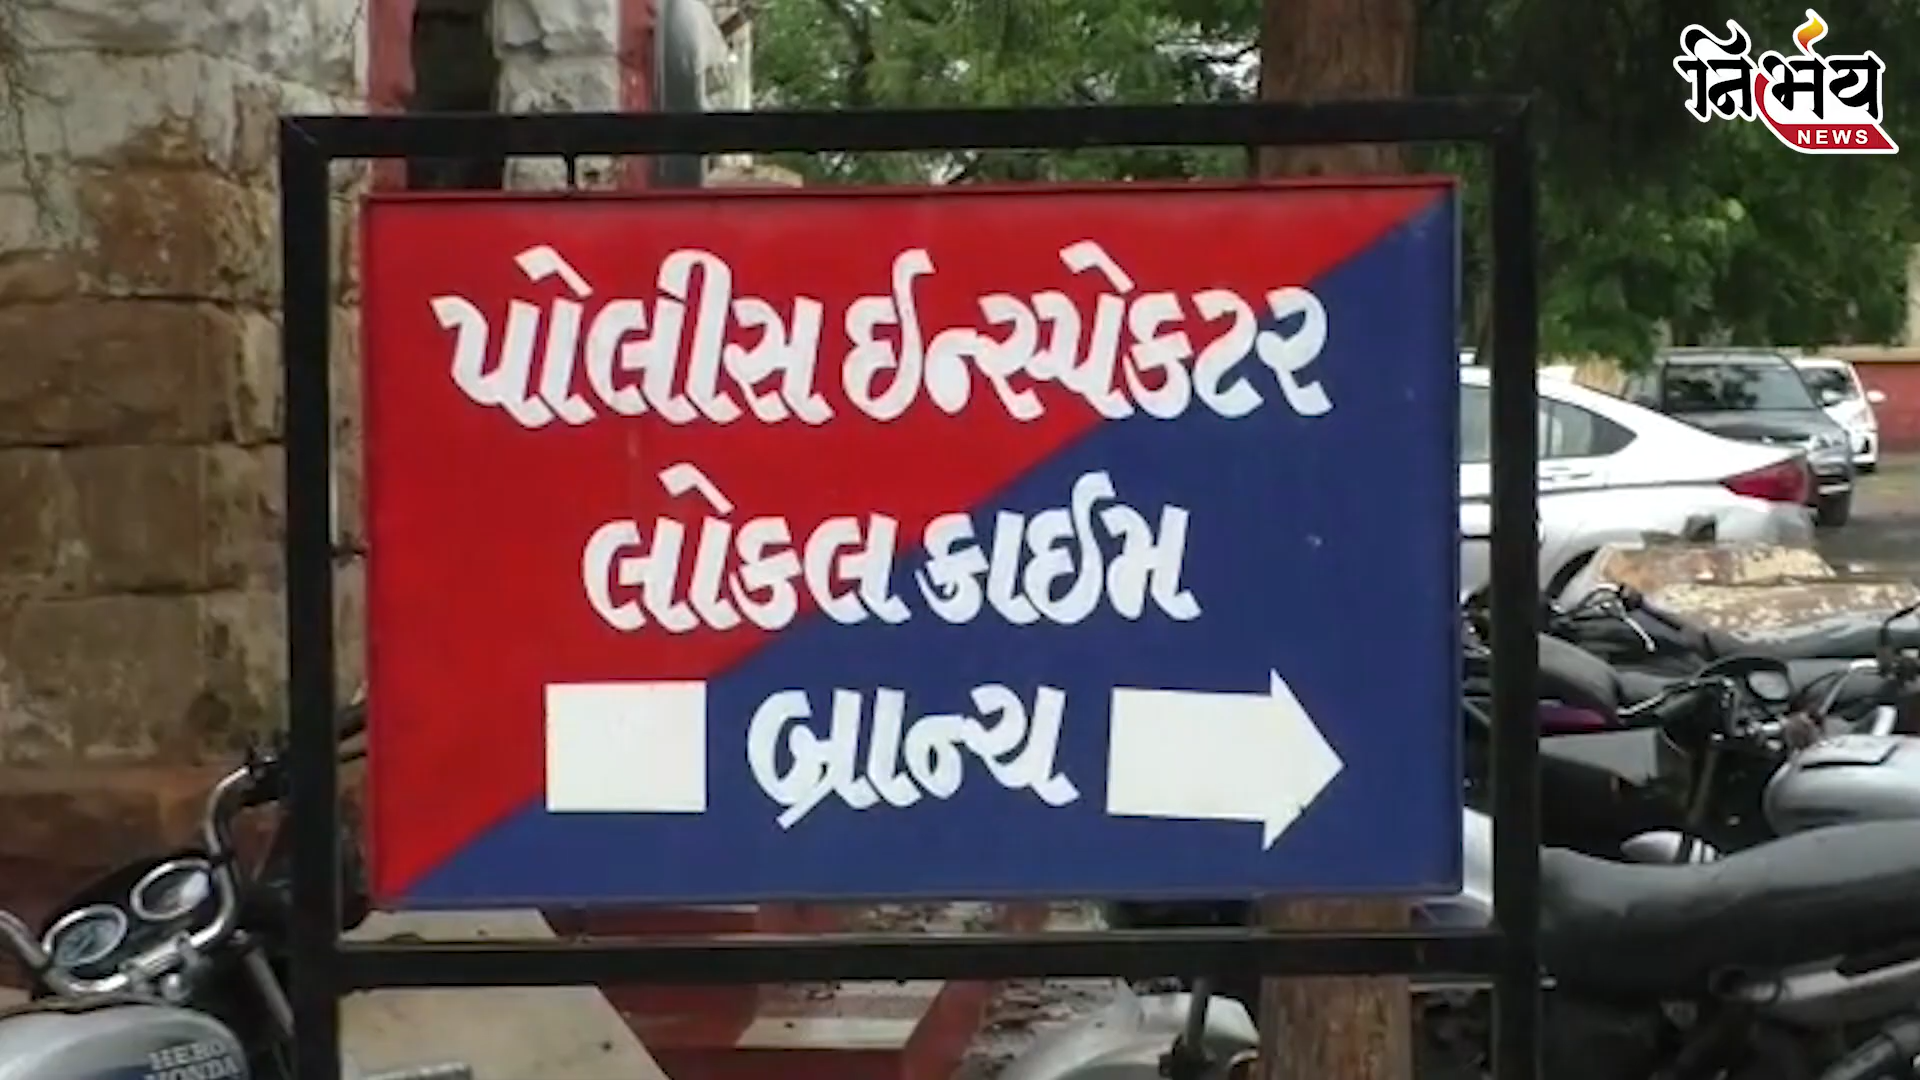 નિર્ભય
NEWS
પોલીસ ઈન્સ્પેકટર
લોકલ ક્રાઈમ
બ્રાન્ચ
HERO
HONDA